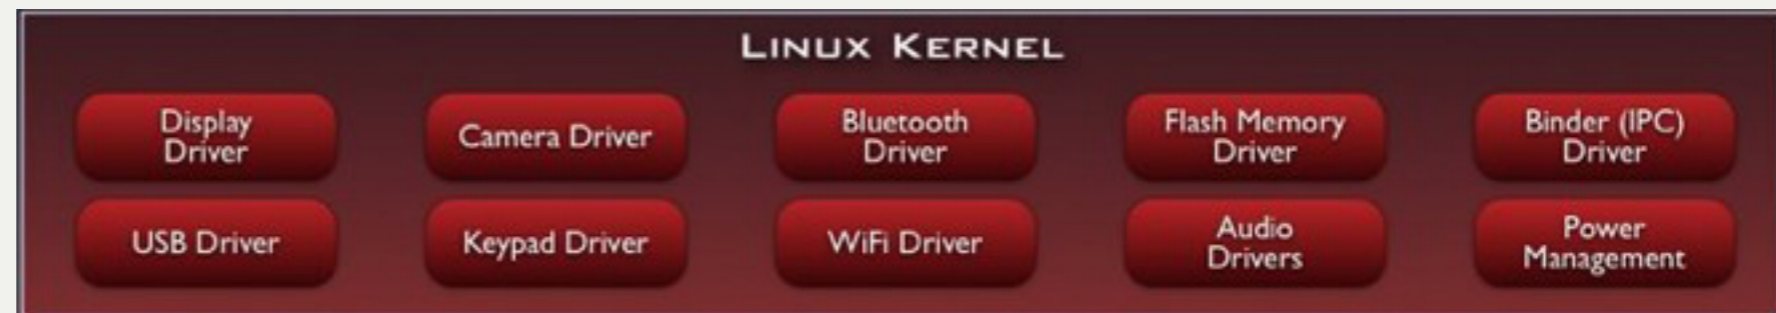 LINUX KERNEL
Display
Driver
Camera Driver
Bluetooth
Driver
Flash Memory
Driver
Binder (IPC)
Driver
USB Driver
Keypad Driver
WiFi Driver
Audio
Drivers
Power
Management